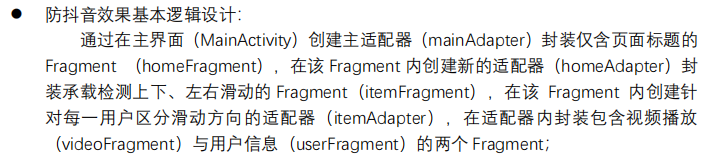 ● 防抖音效果基本逻辑设计：
通过在主界面（MainActivity）创建主适配器（mainAdapter）封装仅含页面标题的
Fragment （homeFragment），在该 Fragment 内创建新的适配器（homeAdapter）封
装承载检测上下、左右滑动的 Fragment（itemFragment），在该 Fragment 内创建针
对每一用户区分滑动方向的适配器（itemAdapter），在适配器内封装包含视频播放
（videoFragment）与用户信息（userFragment）的两个 Fragment；